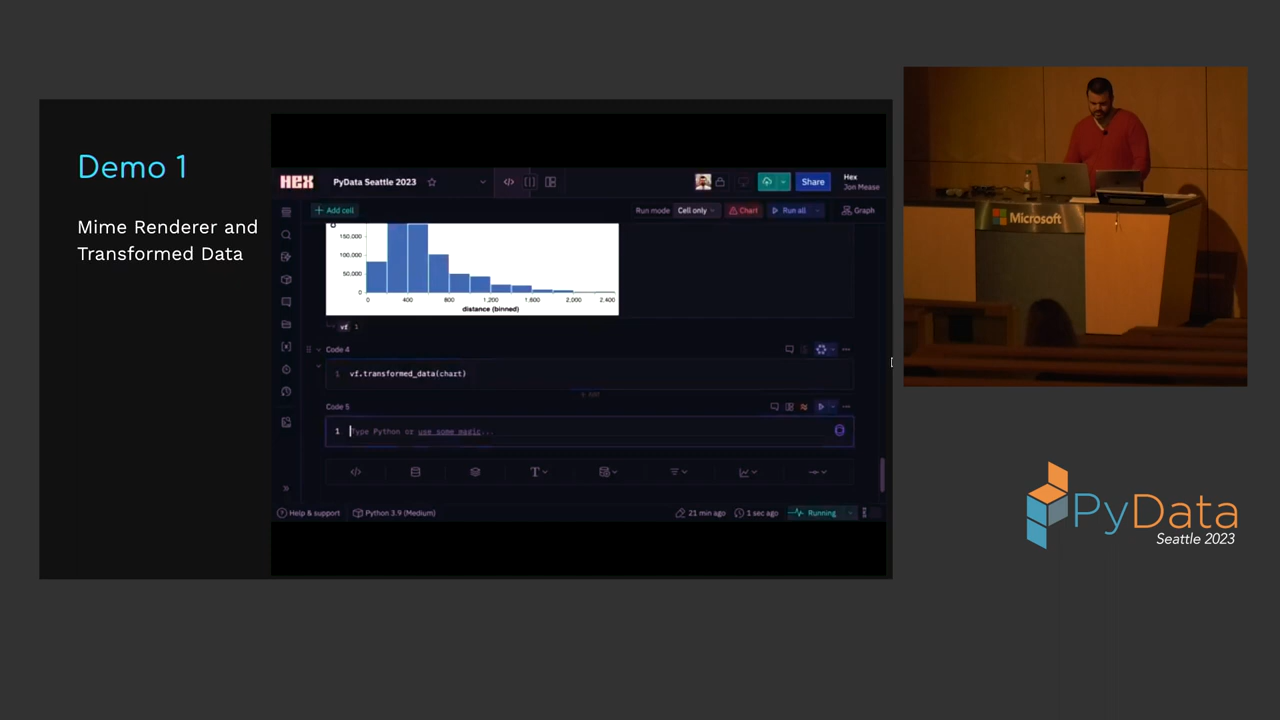 Demo 1
Mime Renderer and
Transformed Data
HEX
PyData Seattle 2023
Share
Hex
Jon Mease
Add cell
Run mode
Cell only
Chart
Run all
Graph
150,000
100,000
50,000
0
0 400 800 1,200 1,600 2,000 2,400
distance (binned)
vf 1
Code 4
1 vf.transformed_data(chart)
Code 5
1 Type Python or use some magic...
Help & support
Python 3.9 (Medium)
21 min ago
1 sec ago
Running
Microsoft
PyData
Seattle 2023